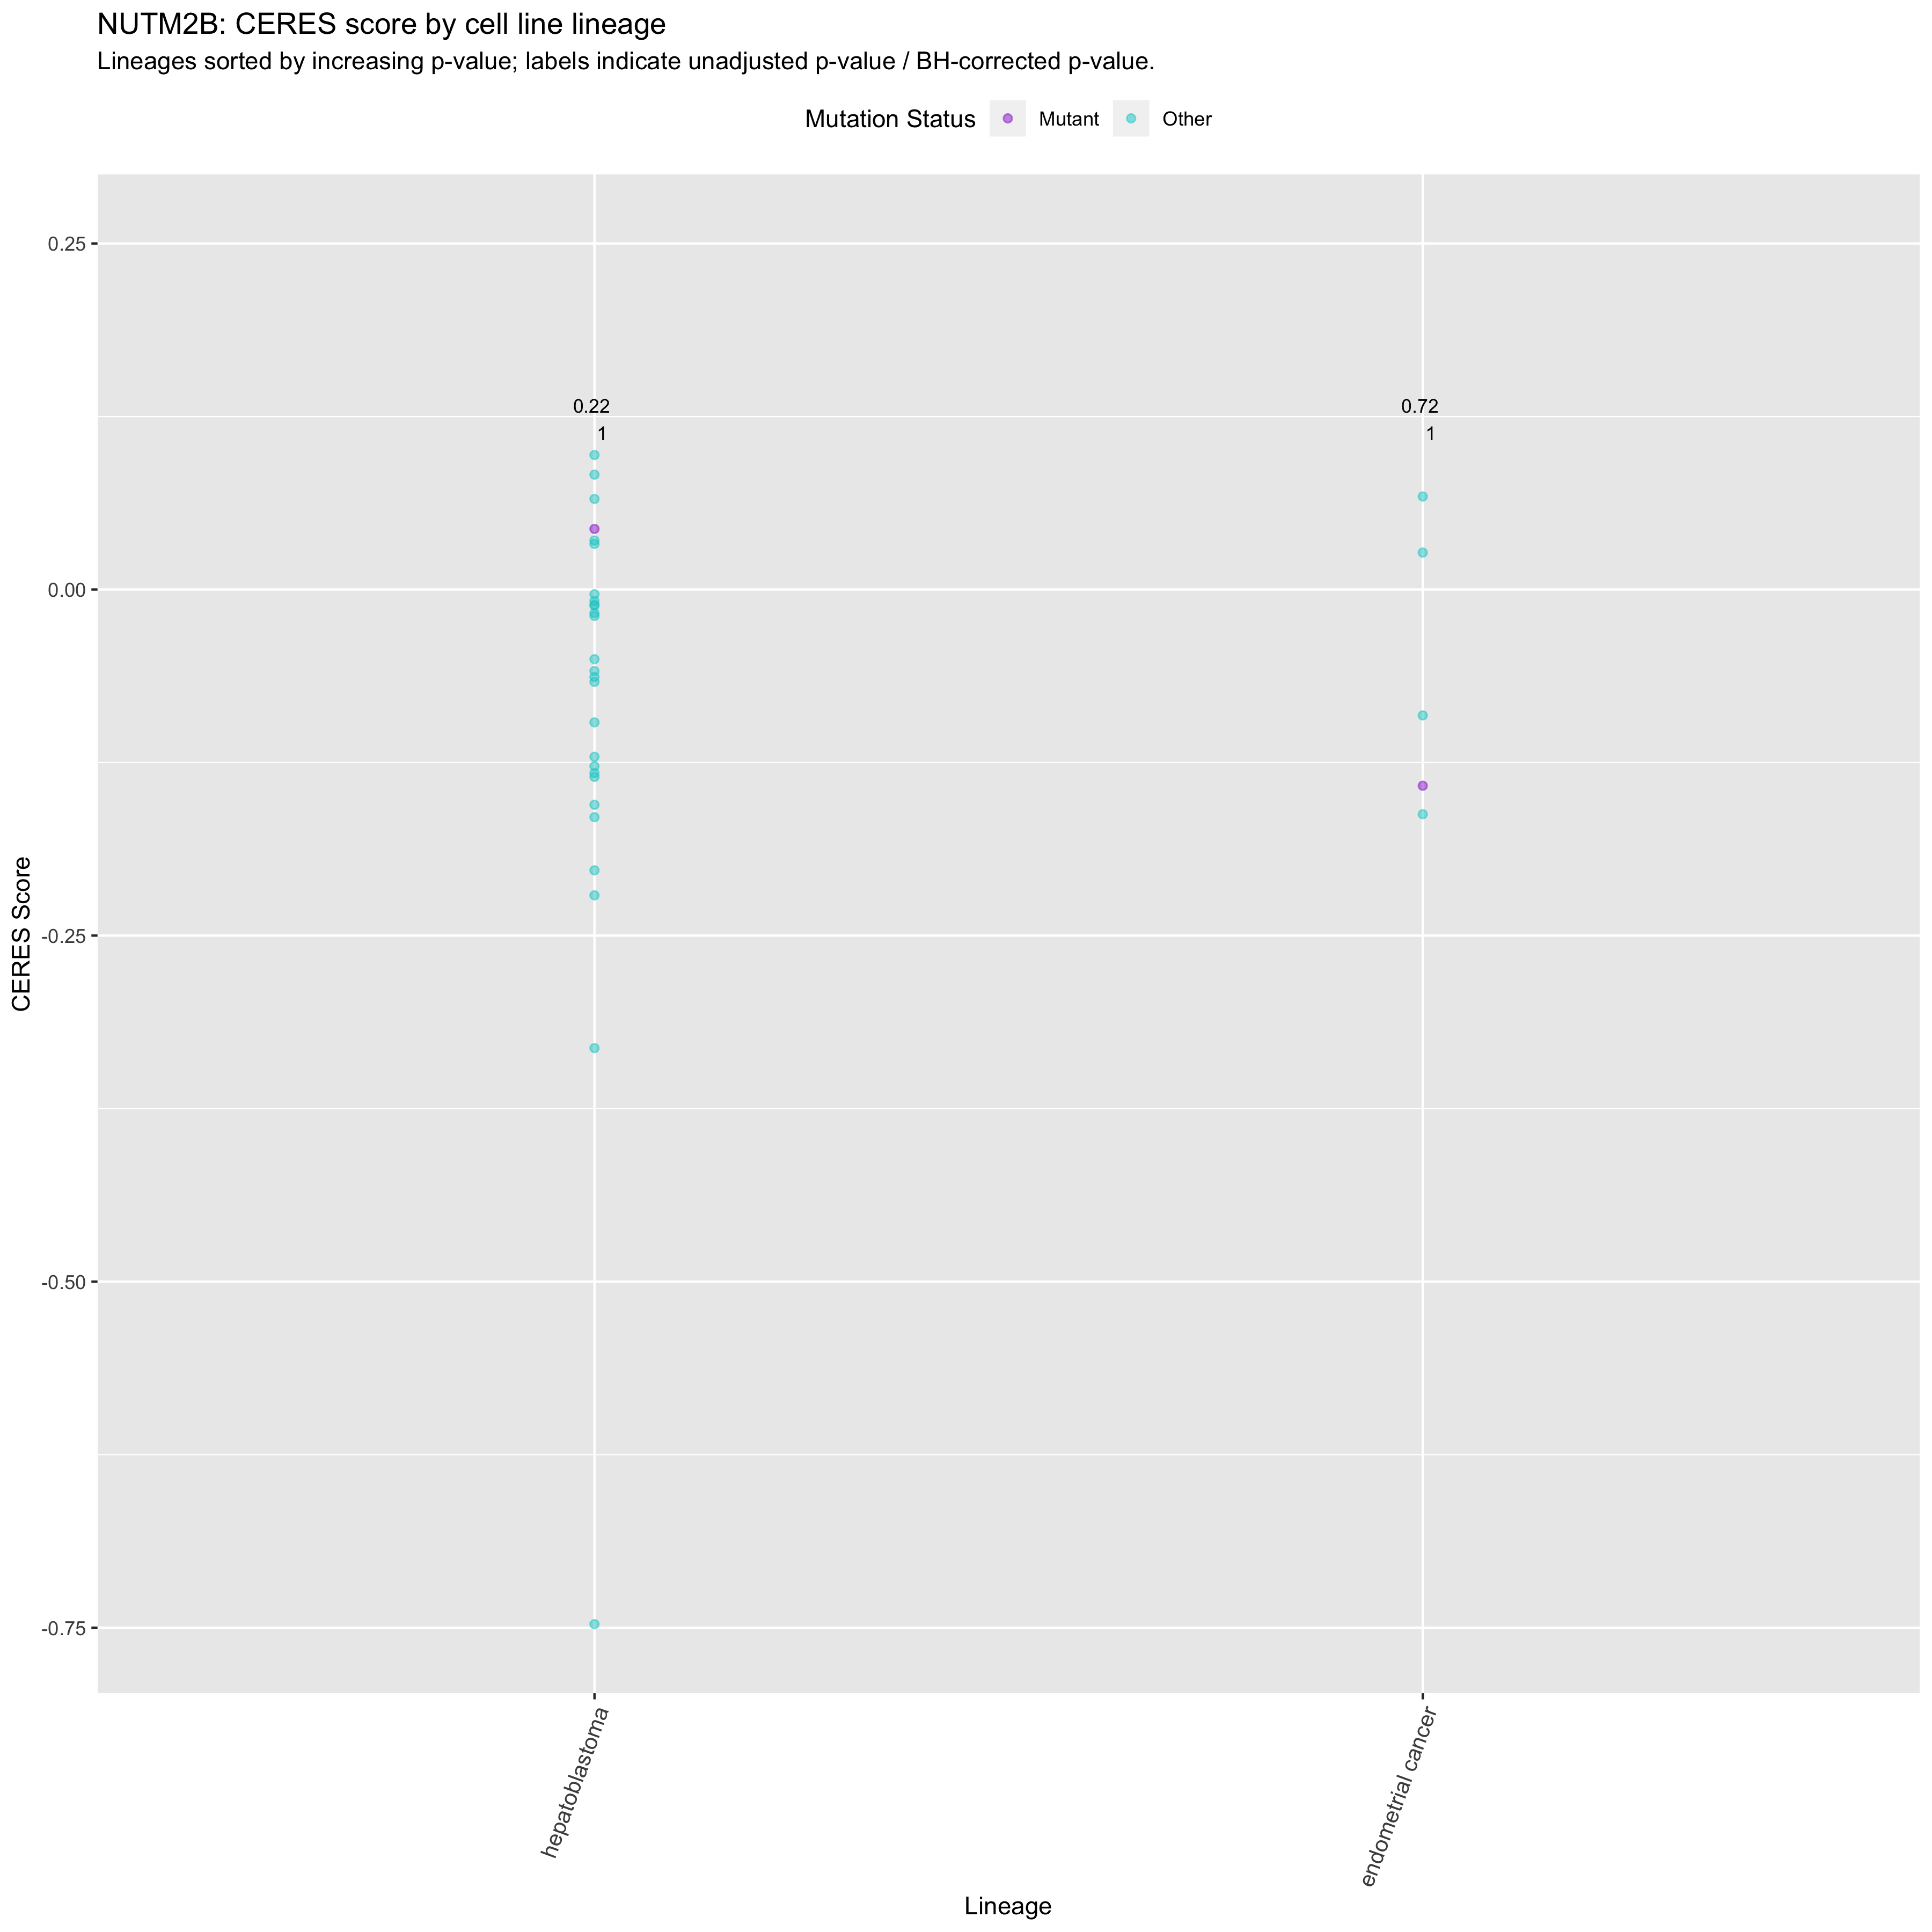 NUTM2B: CERES score by cell line lineage
Lineages sorted by increasing p-value; labels indicate unadjusted p-value / BH-corrected p-value.
Mutation Status Mutant Other
0.25
0.22 0.72
1 1
0.00
-0.25
-0.50
-0.75
CERES Score
hepatoblastoma
endometrial cancer
Lineage